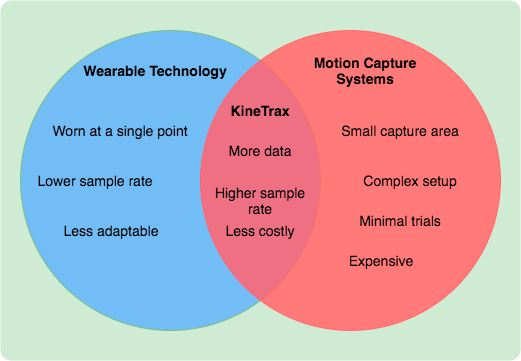 Wearable Technology
Worn at a single point
Lower sample rate
Less adaptable
KineTrax
More data
Higher sample
rate
Less costly
Motion Capture
Systems
Small capture area
Complex setup
Minimal trials
Expensive